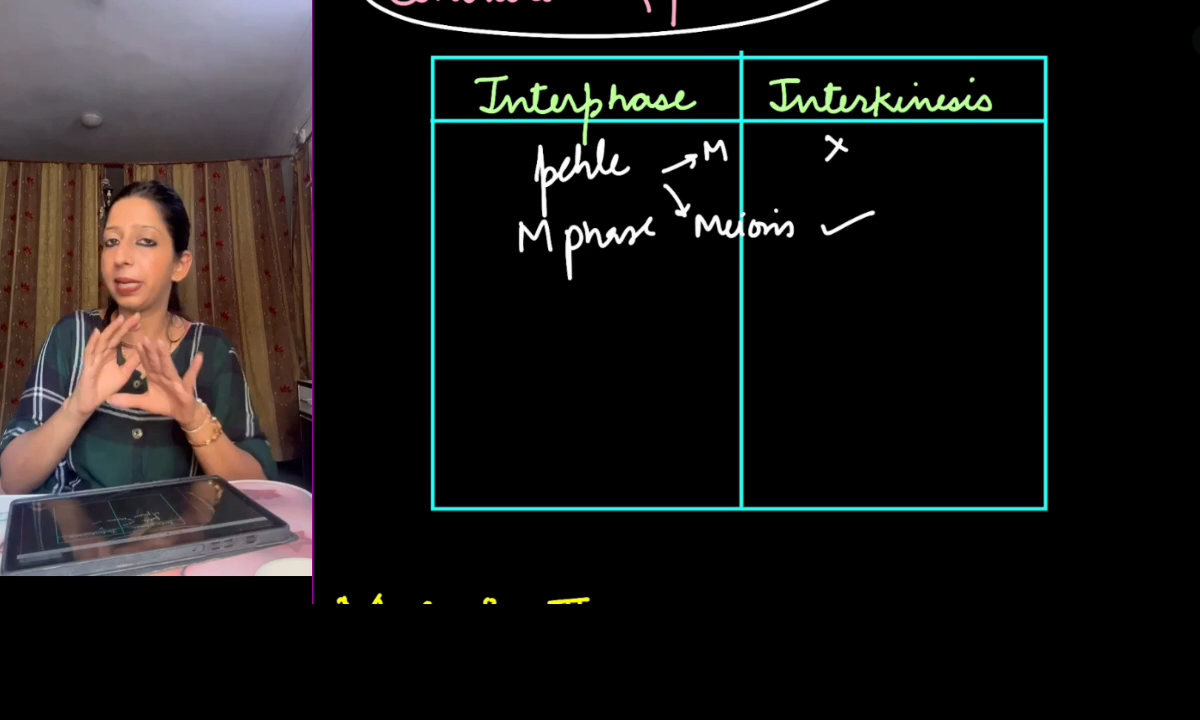 Interphase Interkinesis
pehle → M ×
M phase ↘ Meiosis ✓